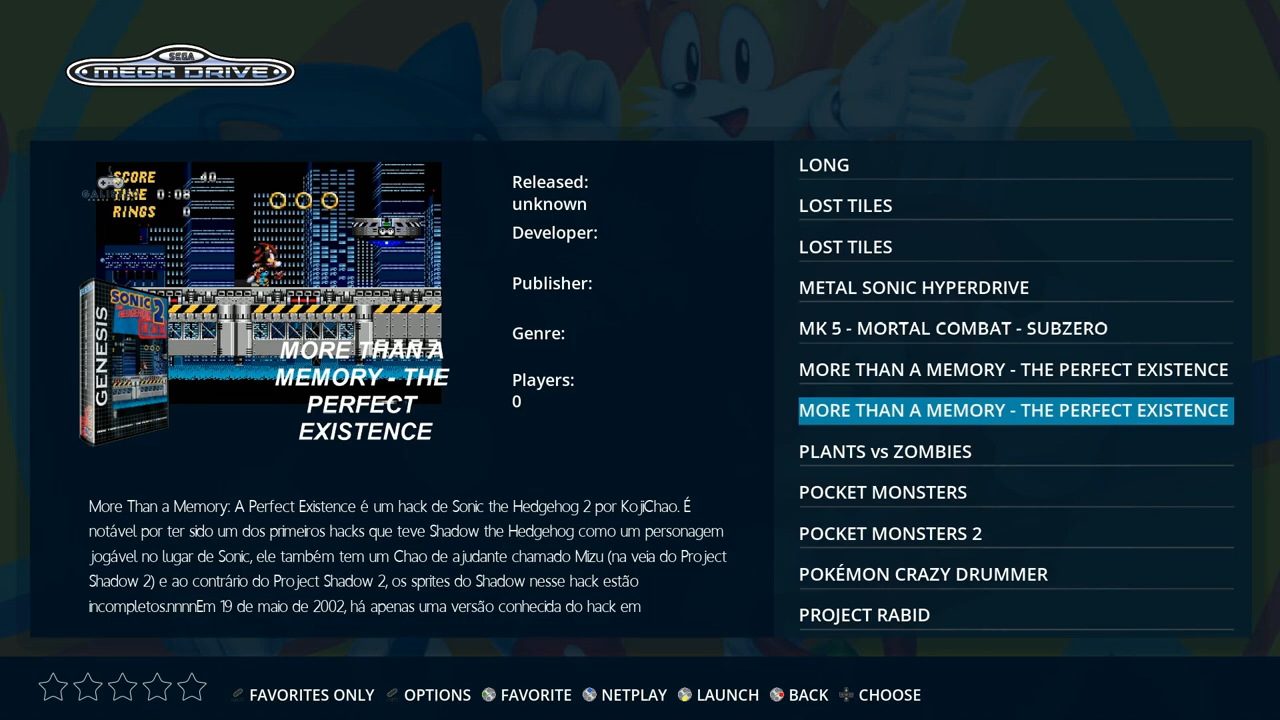 SEGA
MEGA DRIVE
SCORE 40
TIME 0:08
RINGS 0
GENESIS
SONIC
2
MORE THAN A
MEMORY - THE
PERFECT
EXISTENCE
Released:
unknown
Developer:
Publisher:
Genre:
Players:
0
More Than a Memory: A Perfect Existence é um hack de Sonic the Hedgehog 2 por KojiChao. É
notável por ter sido um dos primeiros hacks que teve Shadow the Hedgehog como um personagem
jogável no lugar de Sonic, ele também tem um Chao de ajudante chamado Mizu (na veia do Project
Shadow 2) e ao contrário do Project Shadow 2, os sprites do Shadow nesse hack estão
incompletos.nnnnEm 19 de maio de 2002, há apenas uma versão conhecida do hack em
LONG
LOST TILES
LOST TILES
METAL SONIC HYPERDRIVE
MK 5 - MORTAL COMBAT - SUBZERO
MORE THAN A MEMORY - THE PERFECT EXISTENCE
MORE THAN A MEMORY - THE PERFECT EXISTENCE
PLANTS vs ZOMBIES
POCKET MONSTERS
POCKET MONSTERS 2
POKÉMON CRAZY DRUMMER
PROJECT RABID
FAVORITES ONLY OPTIONS FAVORITE NETPLAY LAUNCH BACK CHOOSE